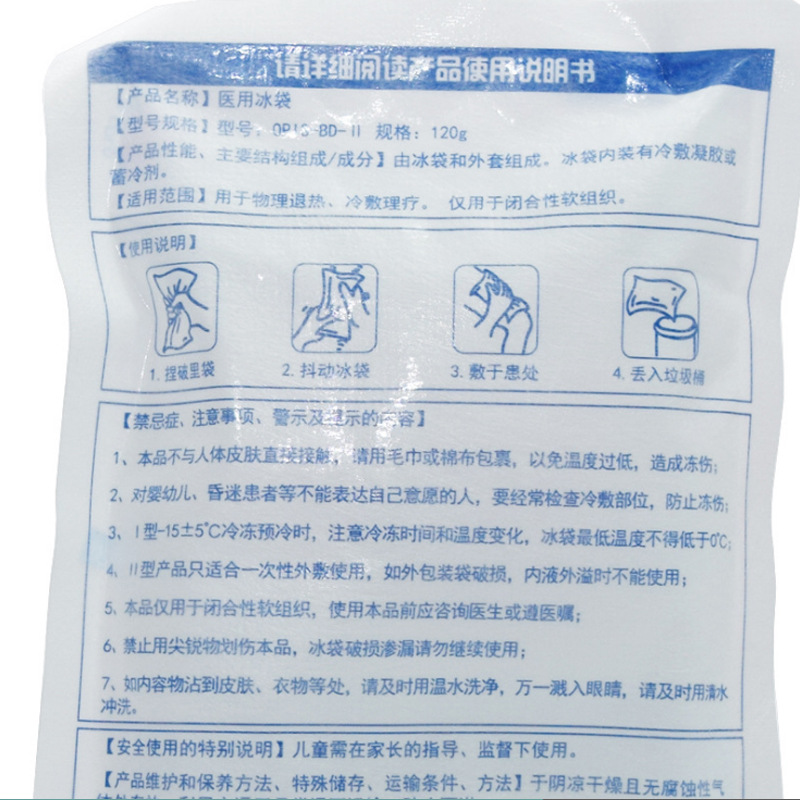 请详细阅读产品使用说明书
【产品名称】医用冰袋
【型号规格】型号：QRLS-BD-II 规格：120g
【产品性能、主要结构组成/成分】由冰袋和外套组成。冰袋内装有冷敷凝胶或
蓄冷剂。
【适用范围】用于物理退热、冷敷理疗。 仅用于闭合性软组织。
【使用说明】
1. 捏破里袋
2. 抖动冰袋
3. 敷于患处
4. 丢入垃圾桶
【禁忌症、注意事项、警示及提示的内容】
1、本品不与人体皮肤直接接触，请用毛巾或棉布包裹，以免温度过低，造成冻伤；
2、对婴幼儿、昏迷患者等不能表达自己意愿的人，要经常检查冷敷部位，防止冻伤；
3、I型-15±5℃冷冻预冷时，注意冷冻时间和温度变化，冰袋最低温度不得低于0℃；
4、II型产品只适合一次性外敷使用，如外包装袋破损，内液外溢时不能使用；
5、本品仅用于闭合性软组织，使用本品前应咨询医生或遵医嘱；
6、禁止用尖锐物划伤本品，冰袋破损渗漏请勿继续使用；
7、如内容物沾到皮肤、衣物等处，请及时用温水洗净，万一溅入眼睛，请及时用清水
冲洗。
【安全使用的特别说明】儿童需在家长的指导、监督下使用。
【产品维护和保养方法、特殊储存、运输条件、方法】于阴凉干燥且无腐蚀性气